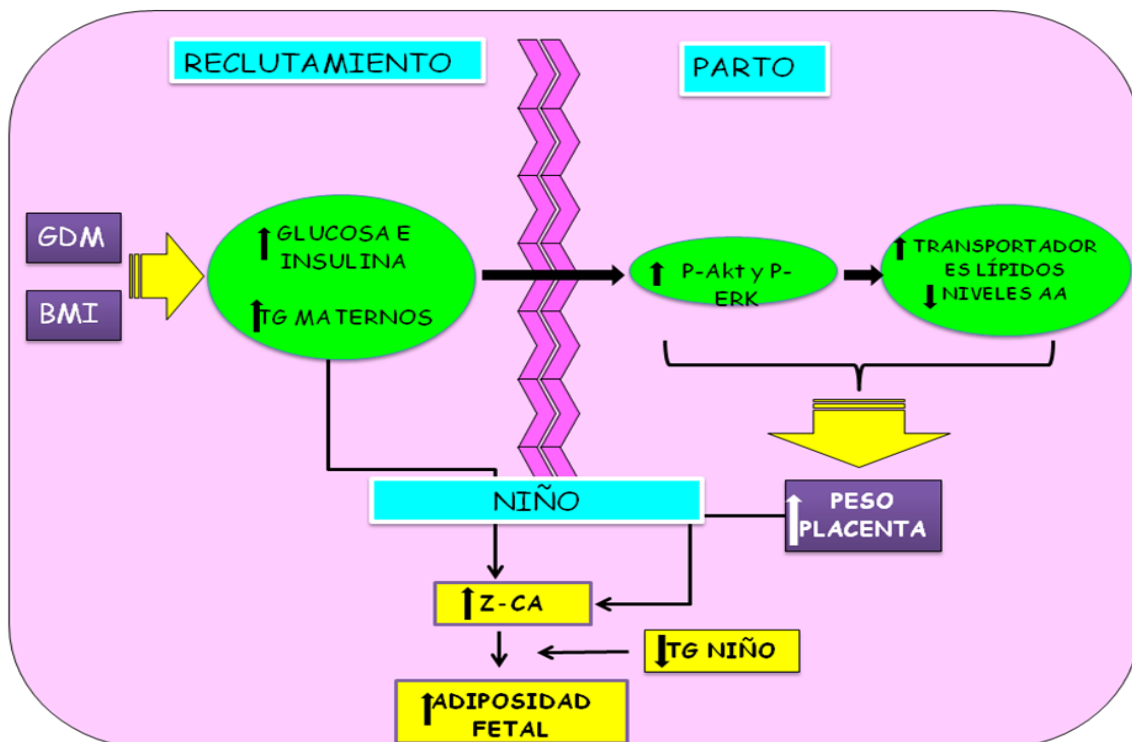 RECLUTAMIENTO
PARTO
GDM
BMI
GLUCOSA E
INSULINA
TG MATERNOS
P-Akt y P-
ERK
TRANSPORTADOR
ES LÍPIDOS
NIVELES AA
NIÑO
PESO
PLACENTA
Z-CA
TG NIÑO
ADIPOSIDAD
FETAL